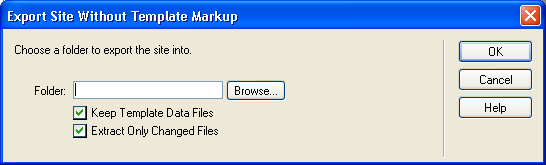 Export Site Without Template Markup
Choose a folder to export the site into.
OK
Cancel
Help
Folder:
Browse...
Keep Template Data Files
Extract Only Changed Files